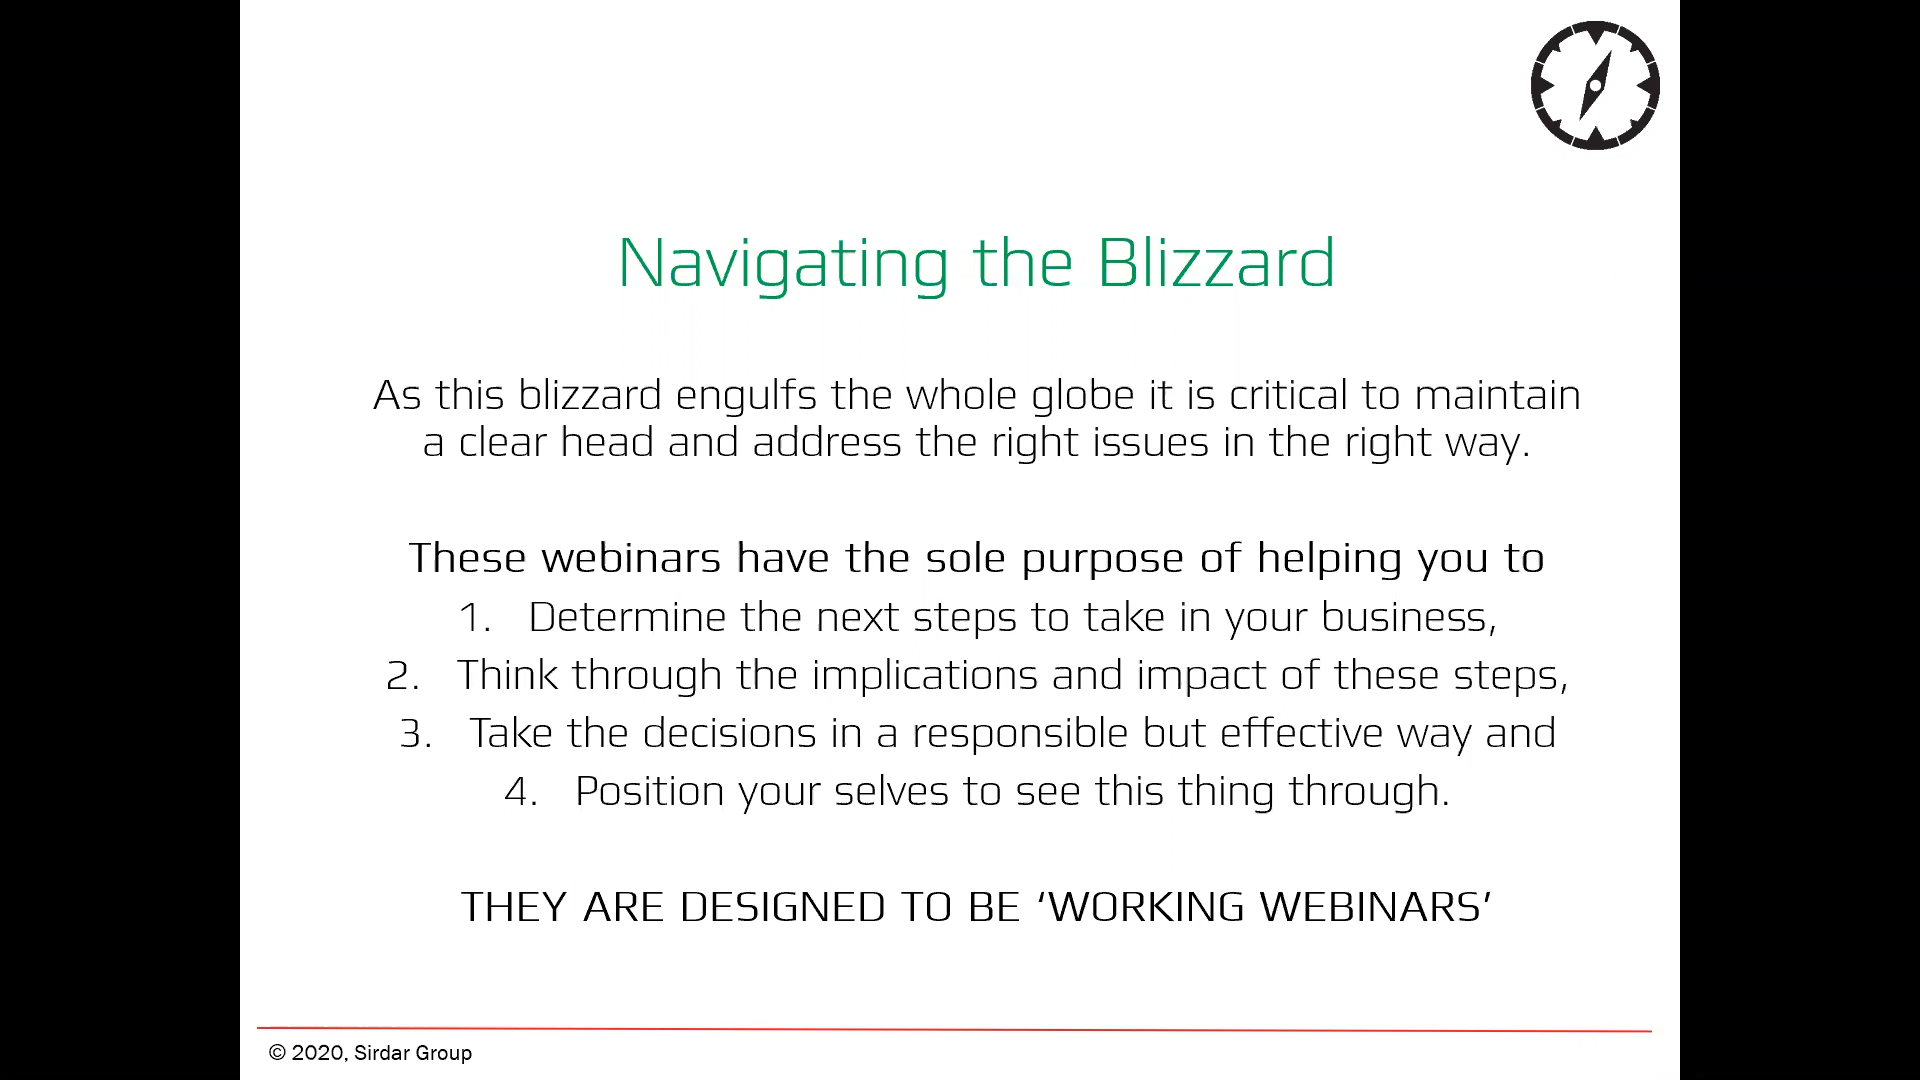 Navigating the Blizzard
As this blizzard engulfs the whole globe it is critical to maintain
a clear head and address the right issues in the right way.
These webinars have the sole purpose of helping you to
1. Determine the next steps to take in your business,
2. Think through the implications and impact of these steps,
3. Take the decisions in a responsible but effective way and
4. Position your selves to see this thing through.
THEY ARE DESIGNED TO BE ‘WORKING WEBINARS’
© 2020, Sirdar Group